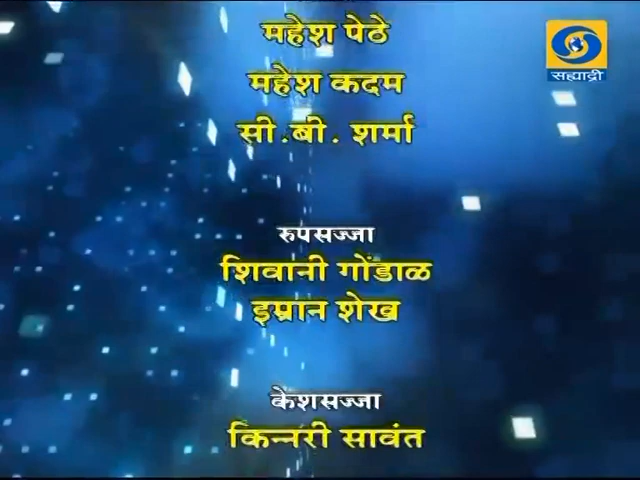 महेश पेठे
सह्याद्री
महेश कदम
सी.बी. शर्मा
रुपसज्जा
शिवानी गोंडाळ
इम्रान शेख
केशसज्जा
किन्नरी सावंत